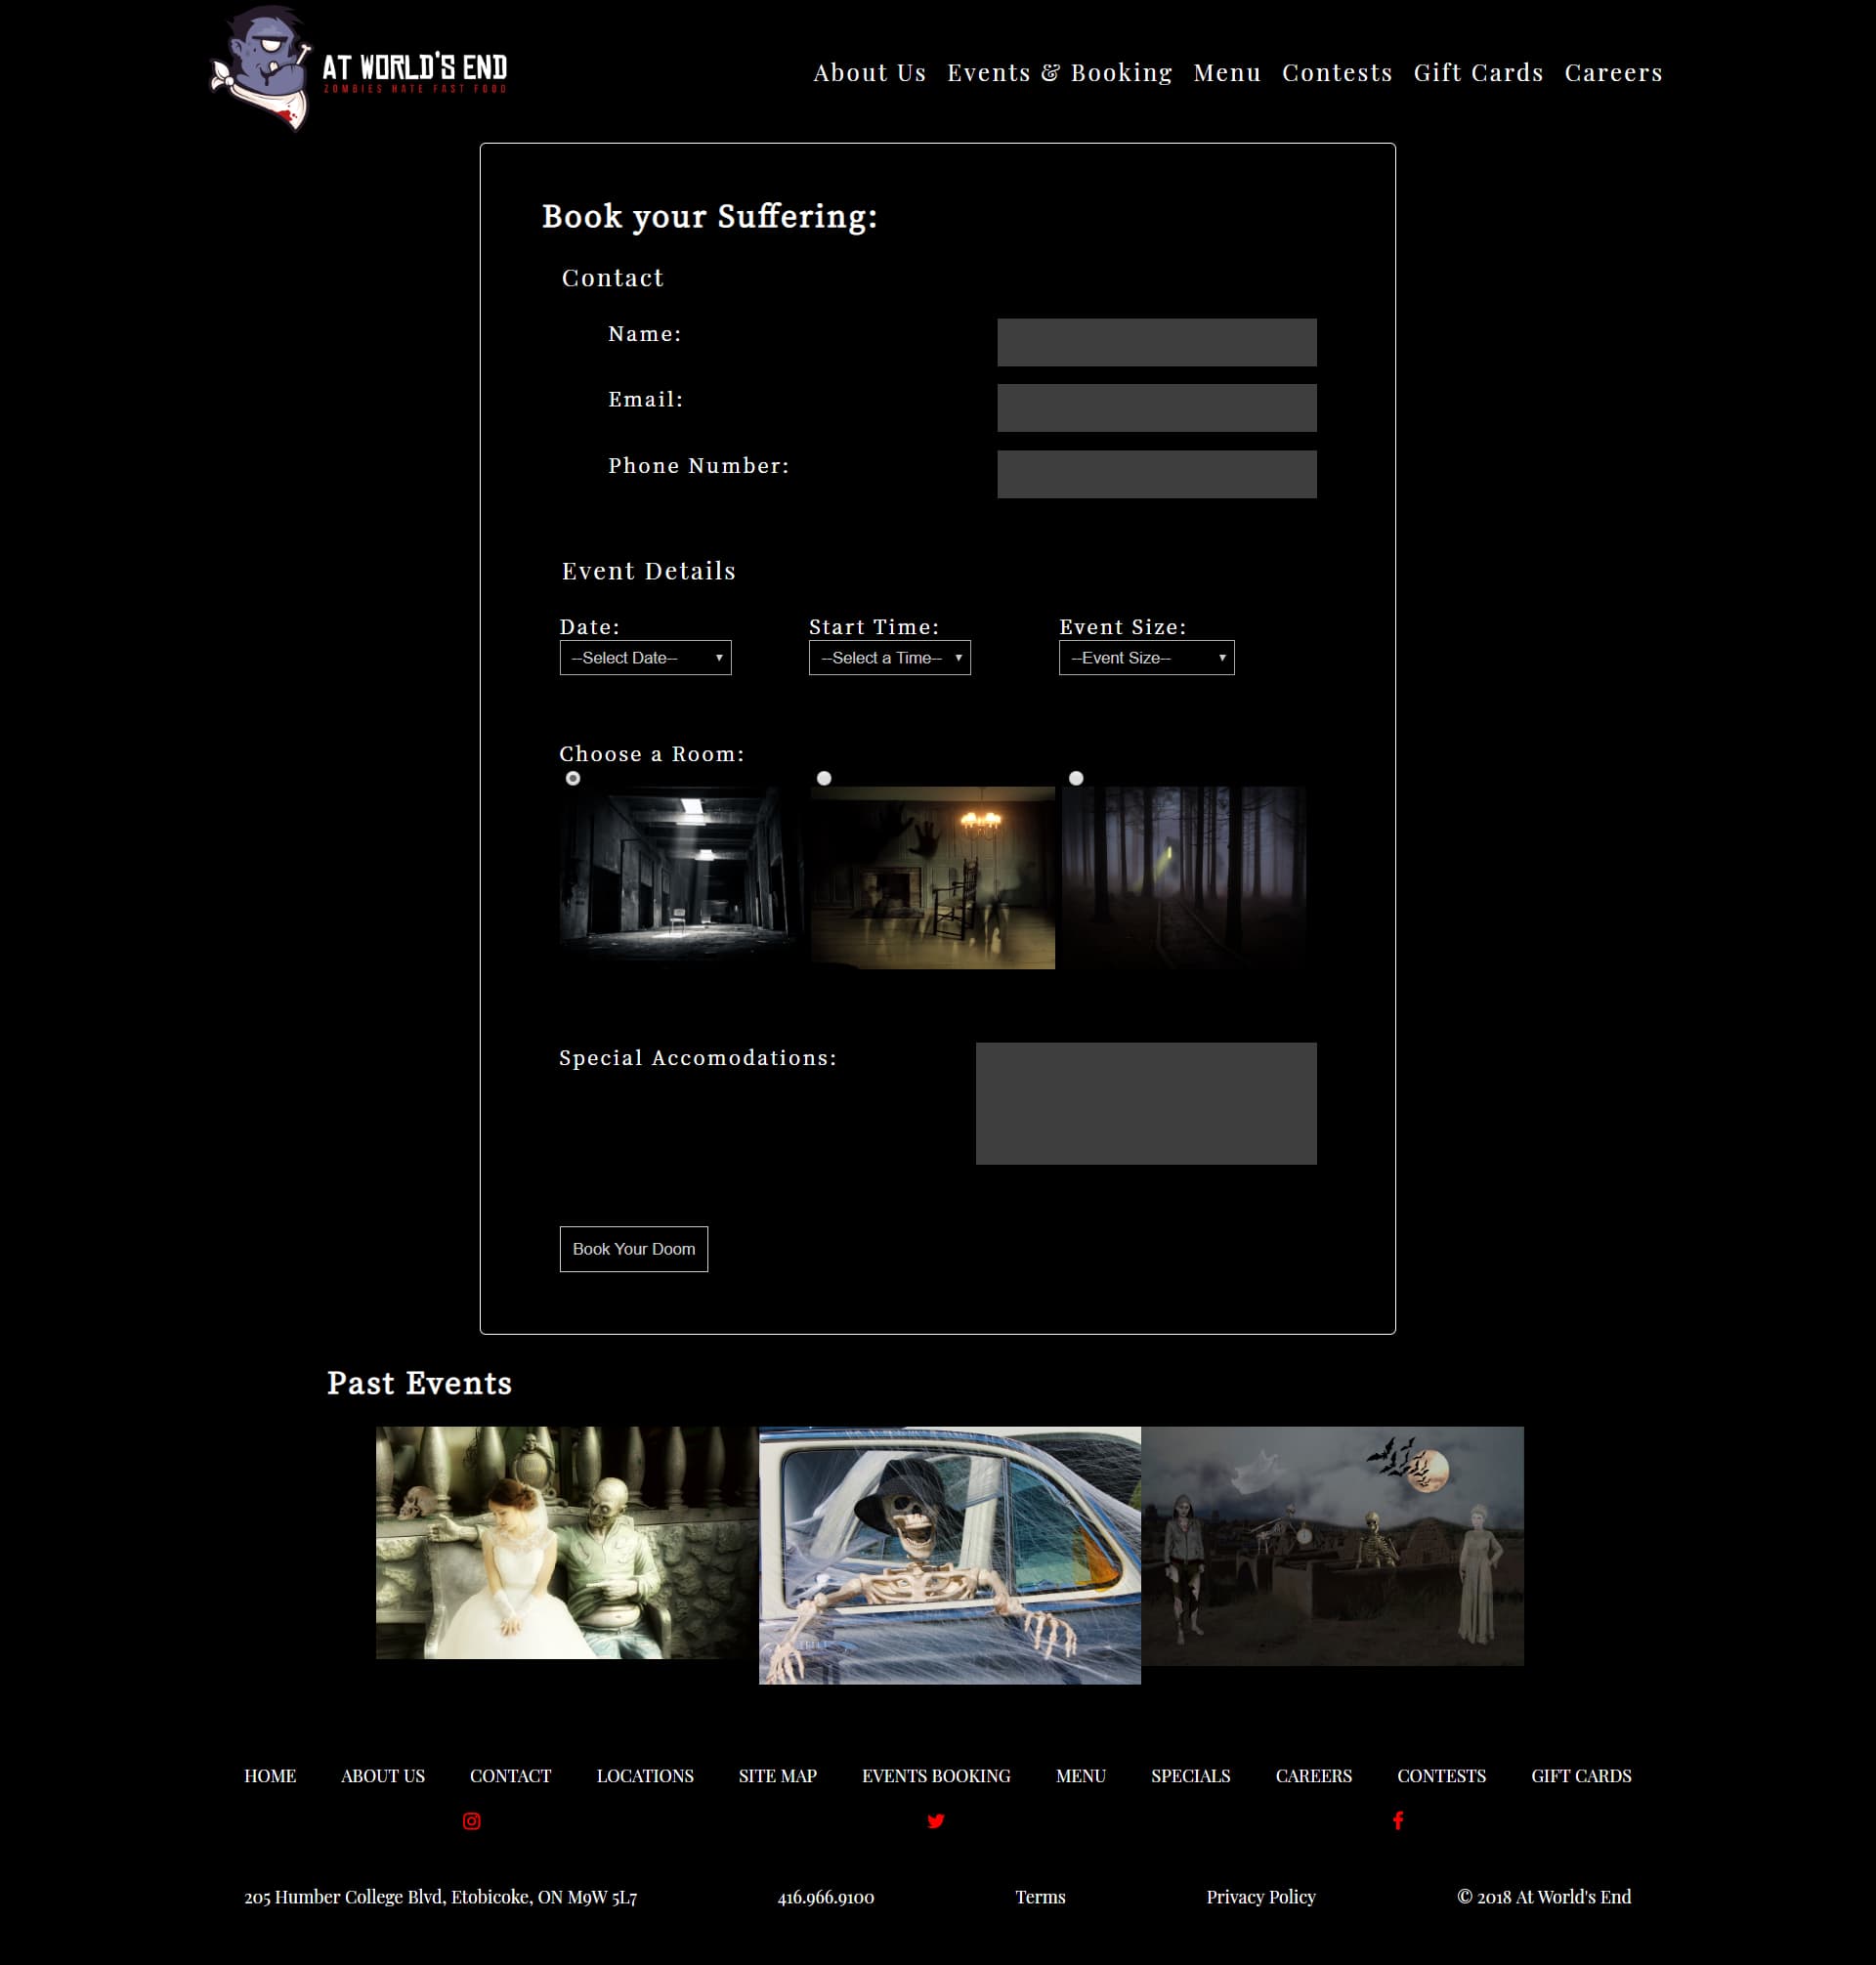 AT WORLD'S END
ZOMBIES HATE FAST FOOD
About Us Events & Booking Menu Contests Gift Cards Careers
Book your Suffering:
Contact
Name:
Email:
Phone Number:
Event Details
Date: Start Time: Event Size:
--Select Date-- --Select a Time-- --Event Size--
Choose a Room:
Special Accomodations:
Book Your Doom
Past Events
HOME ABOUT US CONTACT LOCATIONS SITE MAP EVENTS BOOKING MENU SPECIALS CAREERS CONTESTS GIFT CARDS
205 Humber College Blvd, Etobicoke, ON M9W 5L7 416.966.9100 Terms Privacy Policy © 2018 At World's End